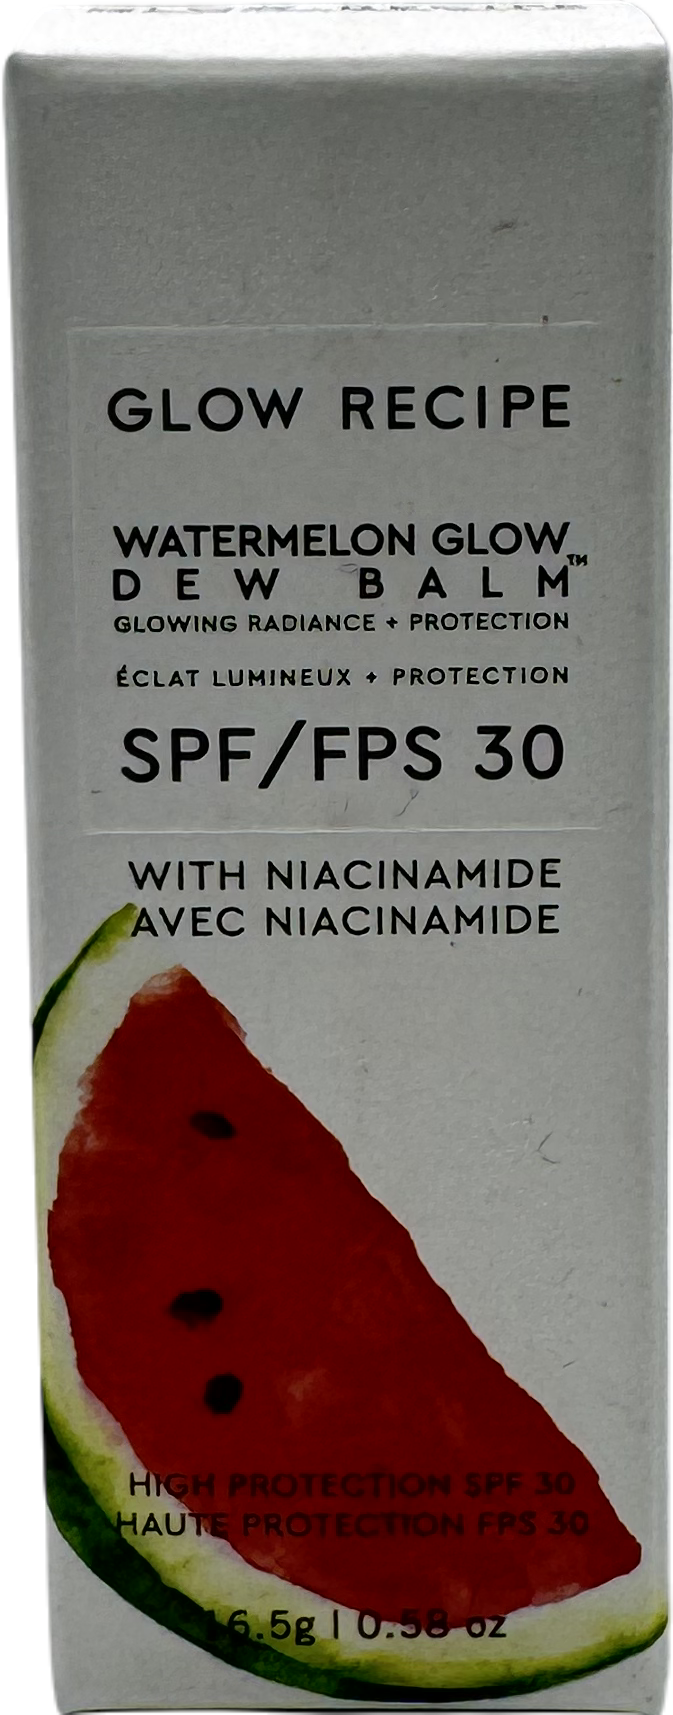 GLOW RECIPE
WATERMELON GLOW
DEW BALM™
GLOWING RADIANCE + PROTECTION
ÉCLAT LUMINEUX + PROTECTION
SPF/FPS 30
WITH NIACINAMIDE
AVEC NIACINAMIDE
HIGH PROTECTION SPF 30
HAUTE PROTECTION FPS 30
16.5g | 0.58 oz